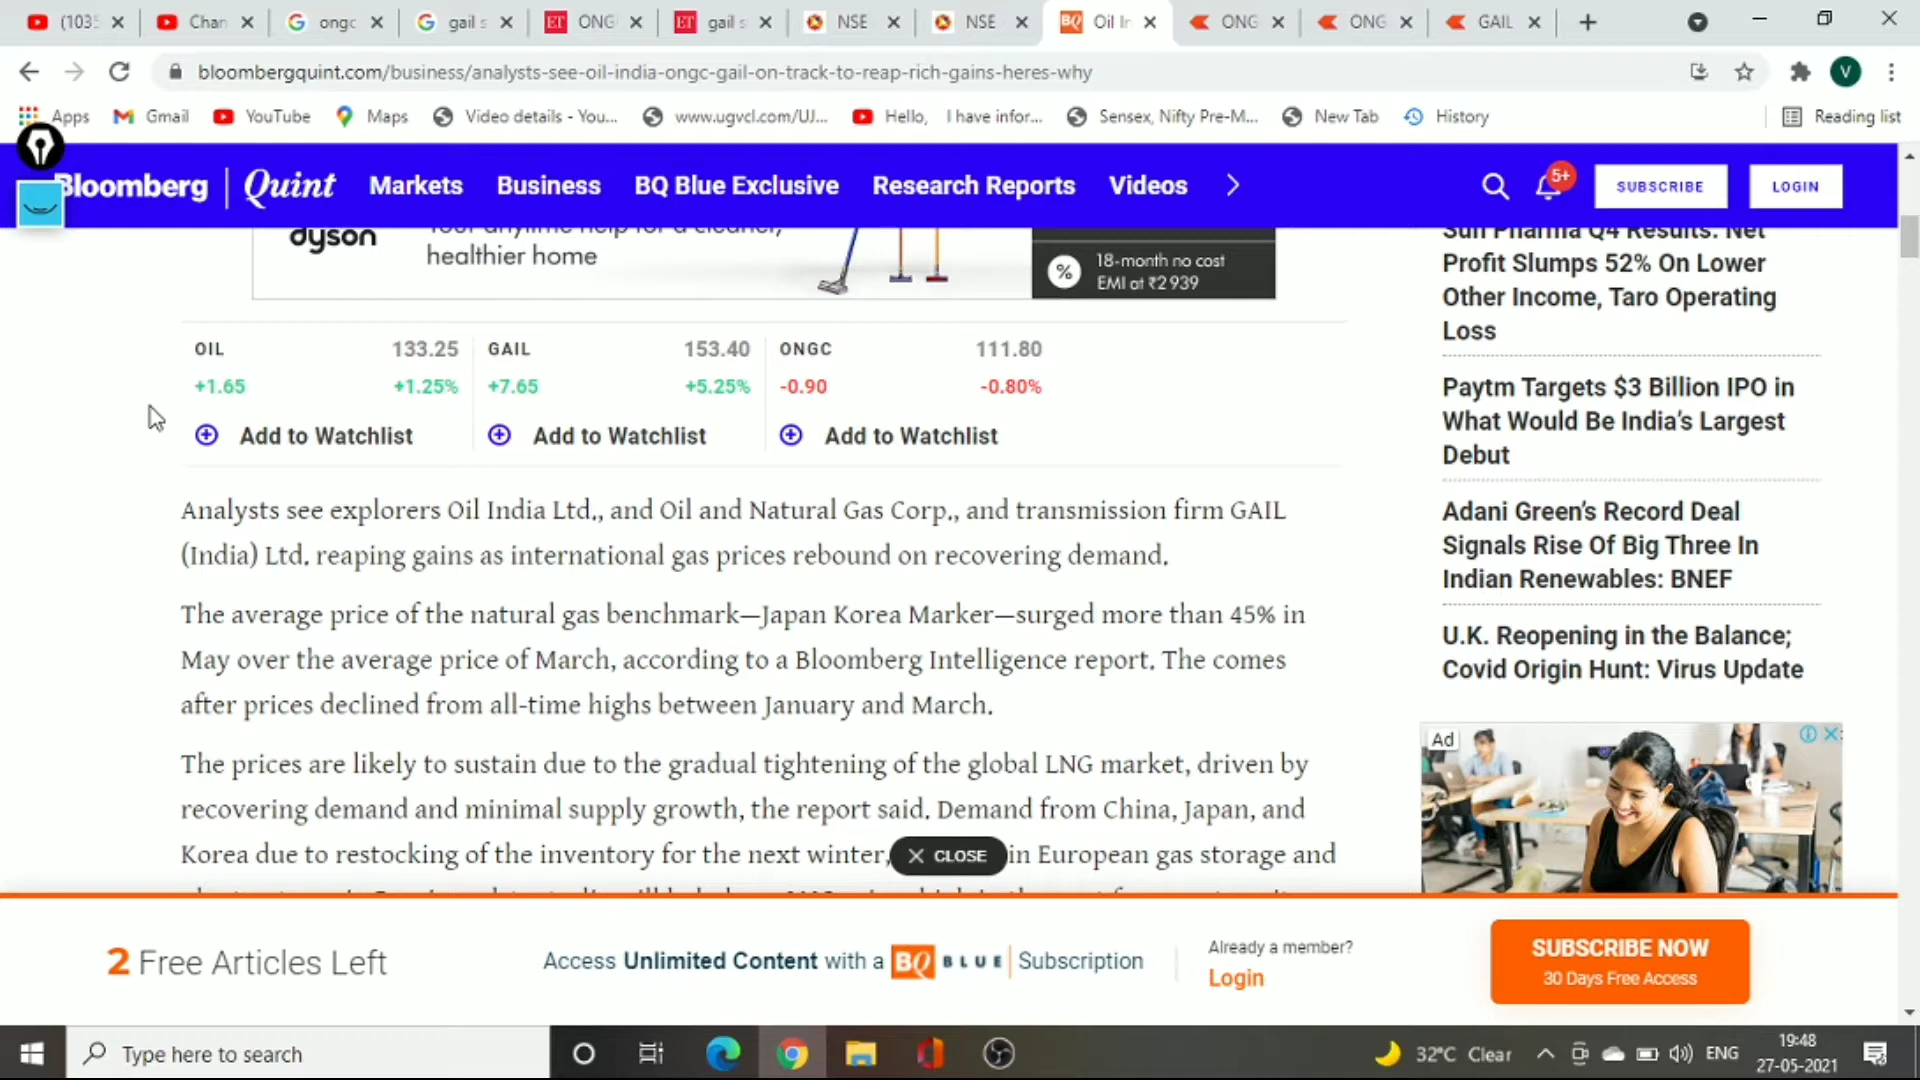 (103
Chan
ongc
gail s
ET ONG
ET gail s
NSE
NSE
BQ Oil In
ONG
ONG
GAIL
bloombergquint.com/business/analysts-see-oil-india-ongc-gail-on-track-to-reap-rich-gains-heres-why
V
Apps
Gmail
YouTube
Maps
Video details - You...
www.ugvcl.com/UJ...
Hello, I have infor...
Sensex, Nifty Pre-M...
New Tab
History
Reading list
Bloomberg | Quint
Markets
Business
BQ Blue Exclusive
Research Reports
Videos
5+
SUBSCRIBE
LOGIN
dyson
healthier home
18-month no cost
EMI at ₹2 939
%
OIL 133.25
+1.65 +1.25%
Add to Watchlist
GAIL 153.40
+7.65 +5.25%
Add to Watchlist
ONGC 111.80
-0.90 -0.80%
Add to Watchlist
Analysts see explorers Oil India Ltd., and Oil and Natural Gas Corp., and transmission firm GAIL
(India) Ltd. reaping gains as international gas prices rebound on recovering demand.
The average price of the natural gas benchmark—Japan Korea Marker—surged more than 45% in
May over the average price of March, according to a Bloomberg Intelligence report. The comes
after prices declined from all-time highs between January and March.
The prices are likely to sustain due to the gradual tightening of the global LNG market, driven by
recovering demand and minimal supply growth, the report said. Demand from China, Japan, and
Korea due to restocking of the inventory for the next winter, in European gas storage and
CLOSE
Sun Pharma Q4 Results: Net
Profit Slumps 52% On Lower
Other Income, Taro Operating
Loss
Paytm Targets $3 Billion IPO in
What Would Be India's Largest
Debut
Adani Green's Record Deal
Signals Rise Of Big Three In
Indian Renewables: BNEF
U.K. Reopening in the Balance;
Covid Origin Hunt: Virus Update
Ad
2 Free Articles Left
Access Unlimited Content with a BQ BLUE | Subscription
Already a member?
Login
SUBSCRIBE NOW
30 Days Free Access
Type here to search
32°C Clear
ENG
19:48
27-05-2021